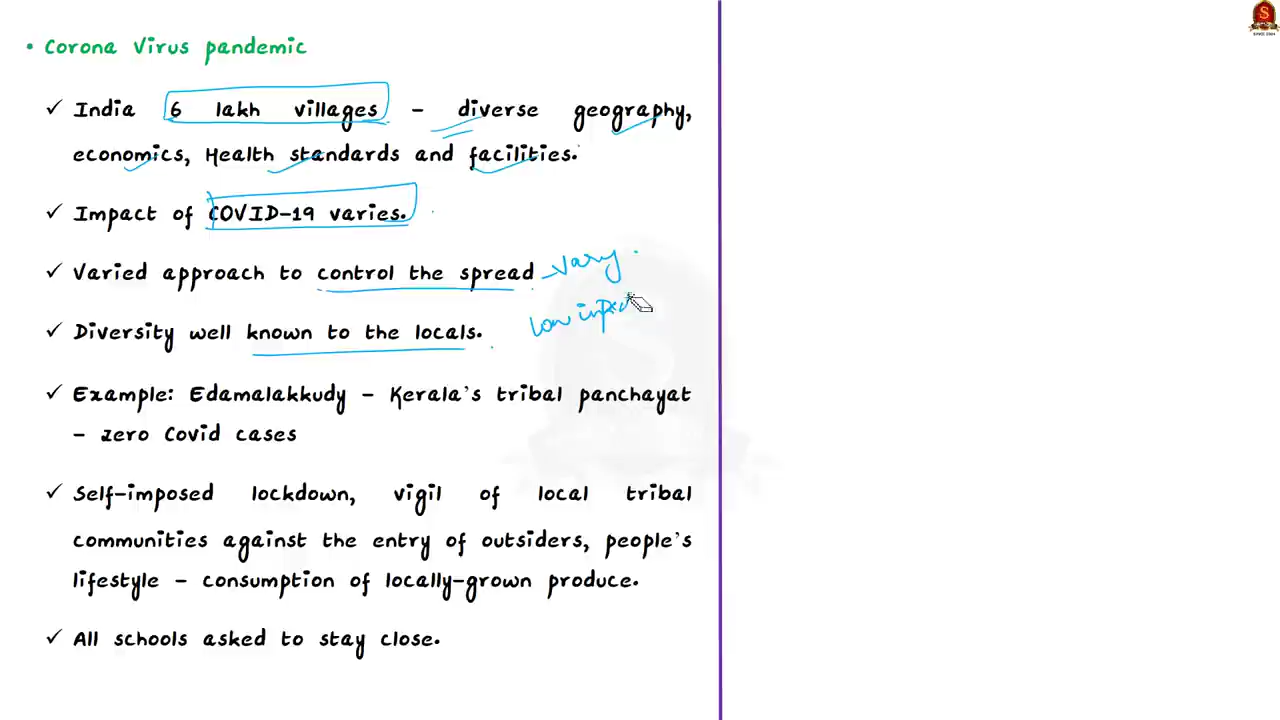 • Corona Virus pandemic
✓ India 6 lakh villages – diverse geography,
economics, Health standards and facilities.
✓ Impact of COVID-19 varies.
✓ Varied approach to control the spread – vary.
✓ Diversity well known to the locals.
low
✓ Example: Edamalakkudy – Kerala's tribal panchayat
– zero Covid cases
✓ Self-imposed lockdown, vigil of local tribal
communities against the entry of outsiders, people's
lifestyle – consumption of locally-grown produce.
✓ All schools asked to stay close.
S